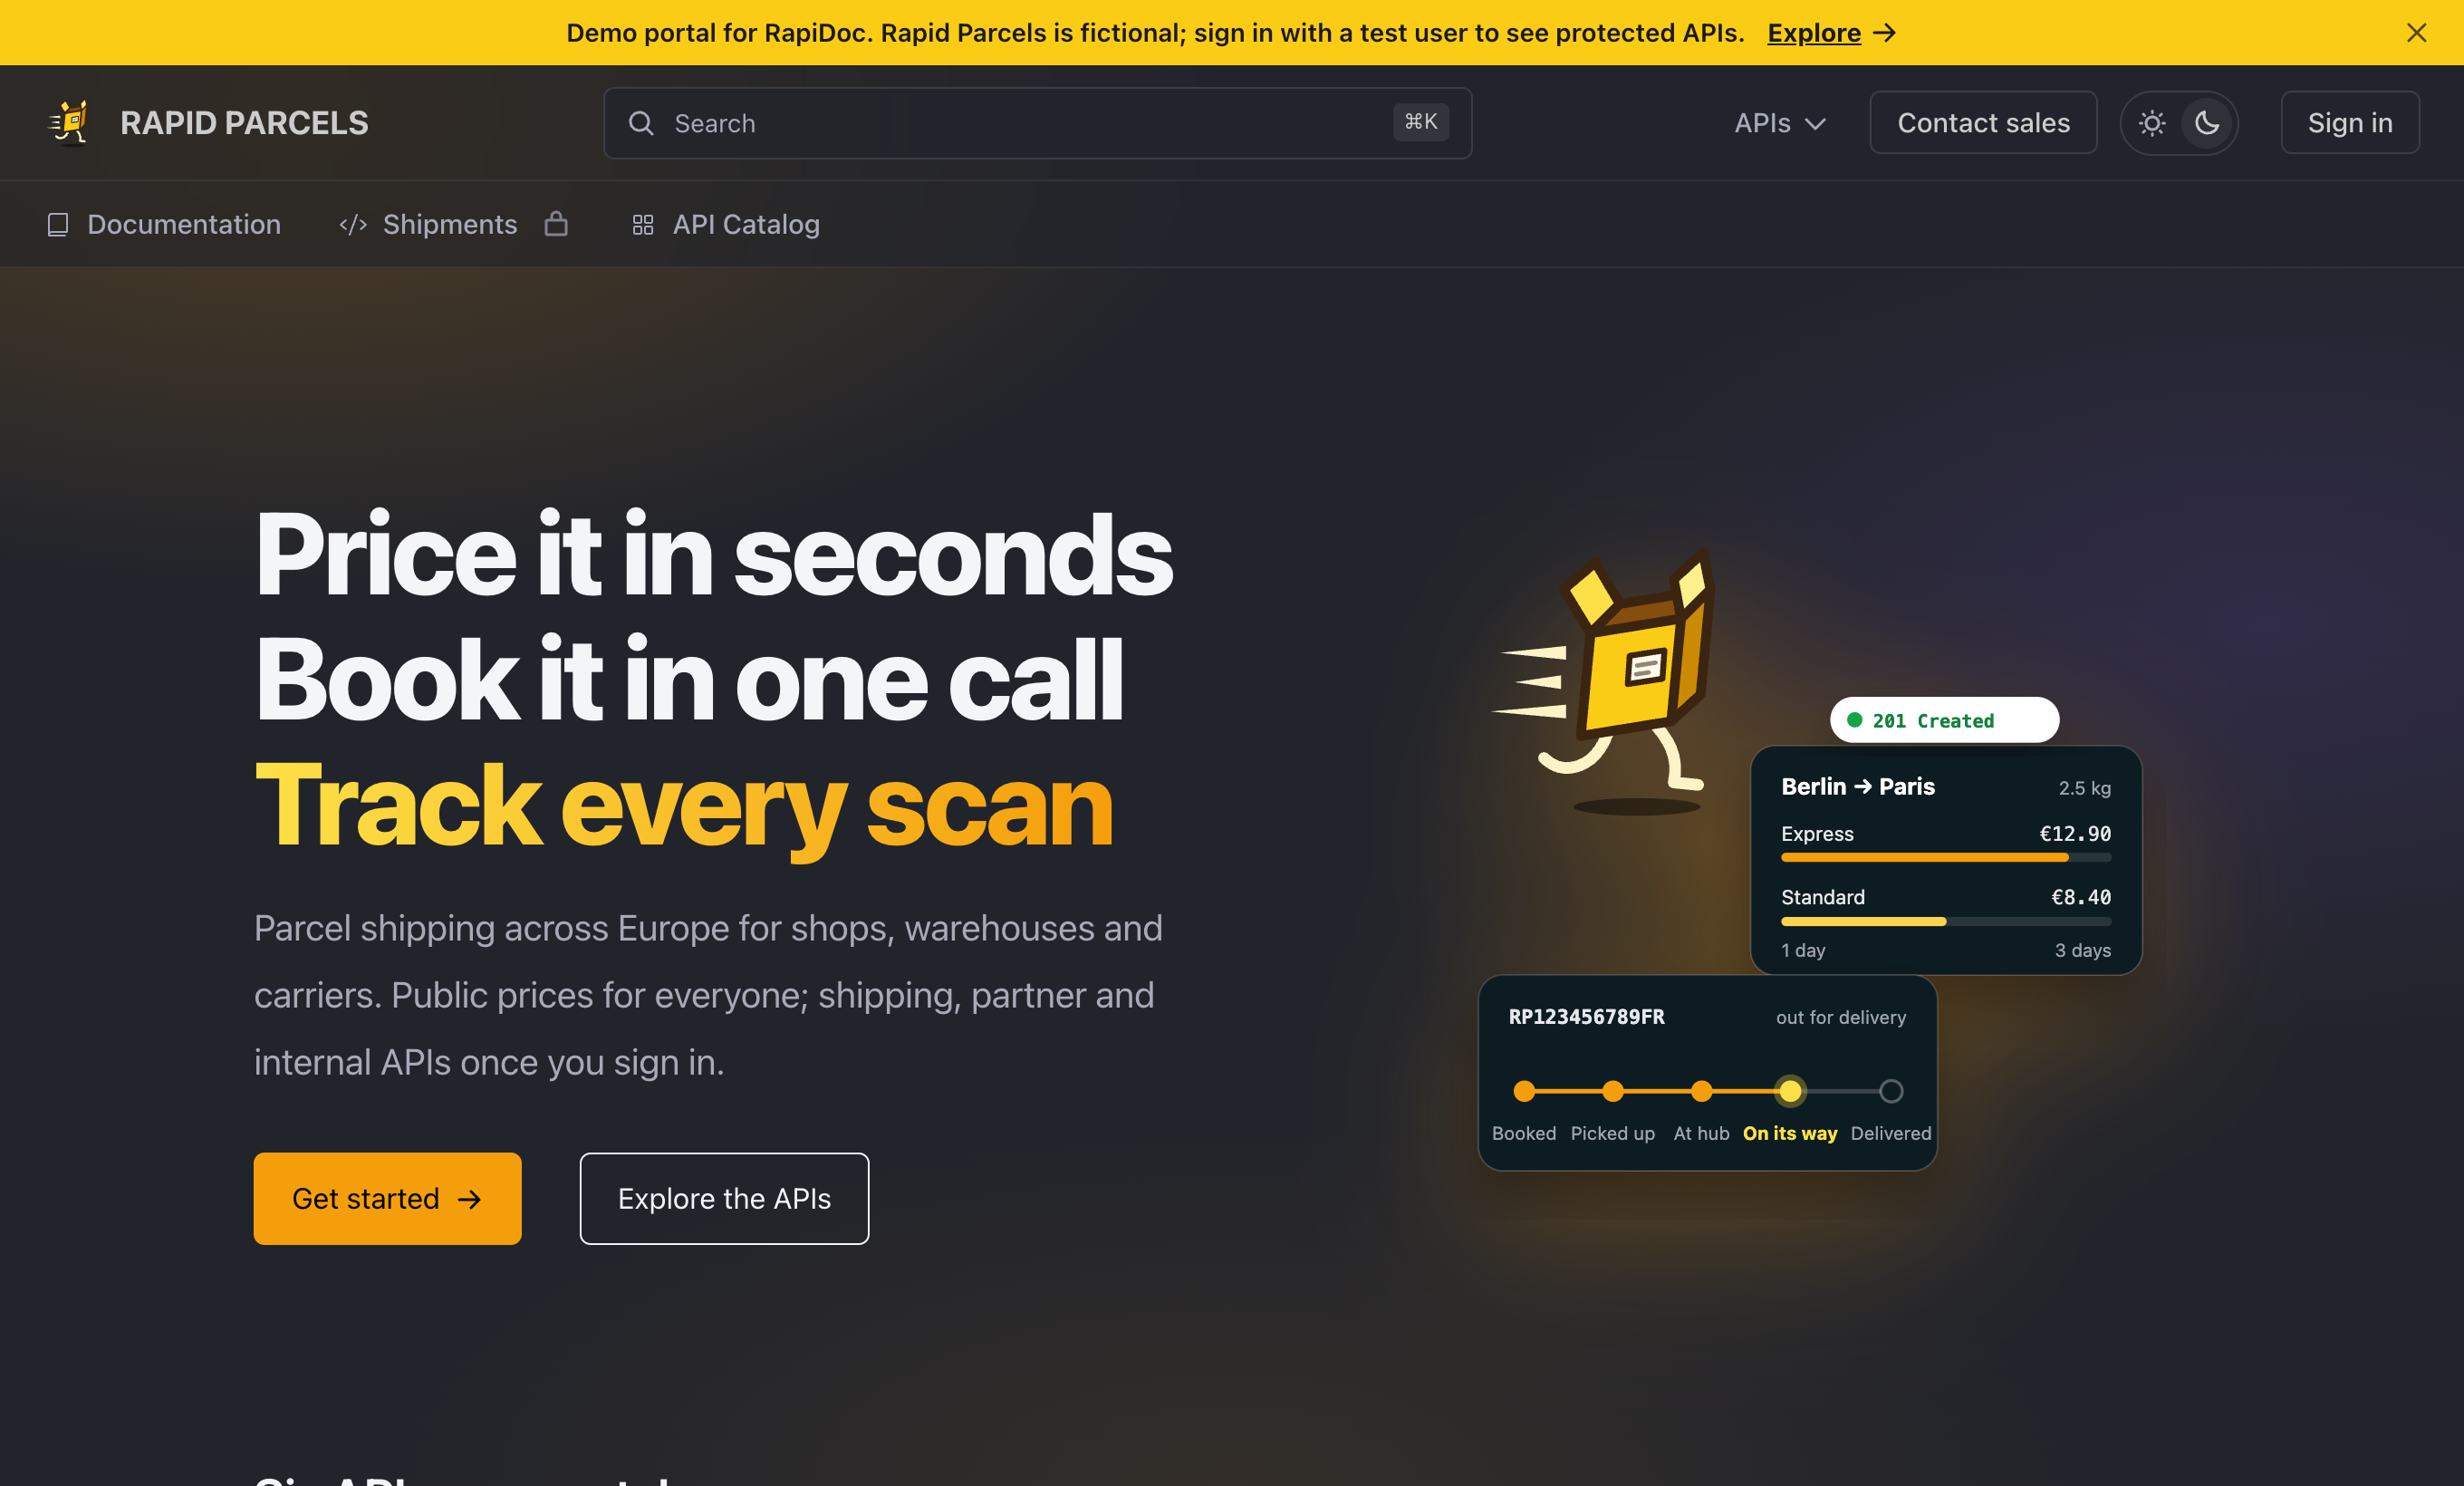 Demo portal for RapiDoc. Rapid Parcels is fictional; sign in with a test user to see protected APIs. Explore →
RAPID PARCELS
Search
⌘K
APIs
Contact sales
Sign in
Documentation
</> Shipments
API Catalog
Price it in seconds
Book it in one call
Track every scan
Parcel shipping across Europe for shops, warehouses and
carriers. Public prices for everyone; shipping, partner and
internal APIs once you sign in.
Get started →
Explore the APIs
201 Created
Berlin → Paris
2.5 kg
Express
€12.90
Standard
€8.40
1 day
3 days
RP123456789FR
out for delivery
Booked
Picked up
At hub
On its way
Delivered